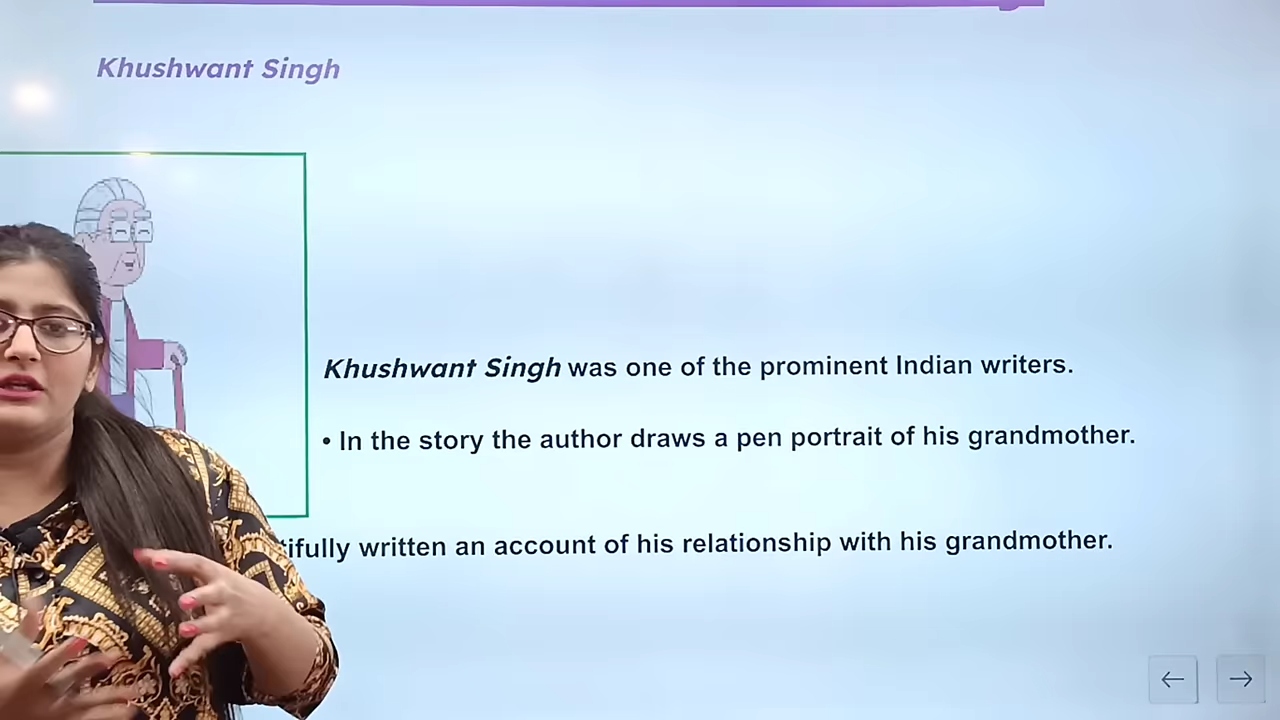 Khushwant Singh
Khushwant Singh was one of the prominent Indian writers.
• In the story the author draws a pen portrait of his grandmother.
written an account of his relationship with his grandmother.